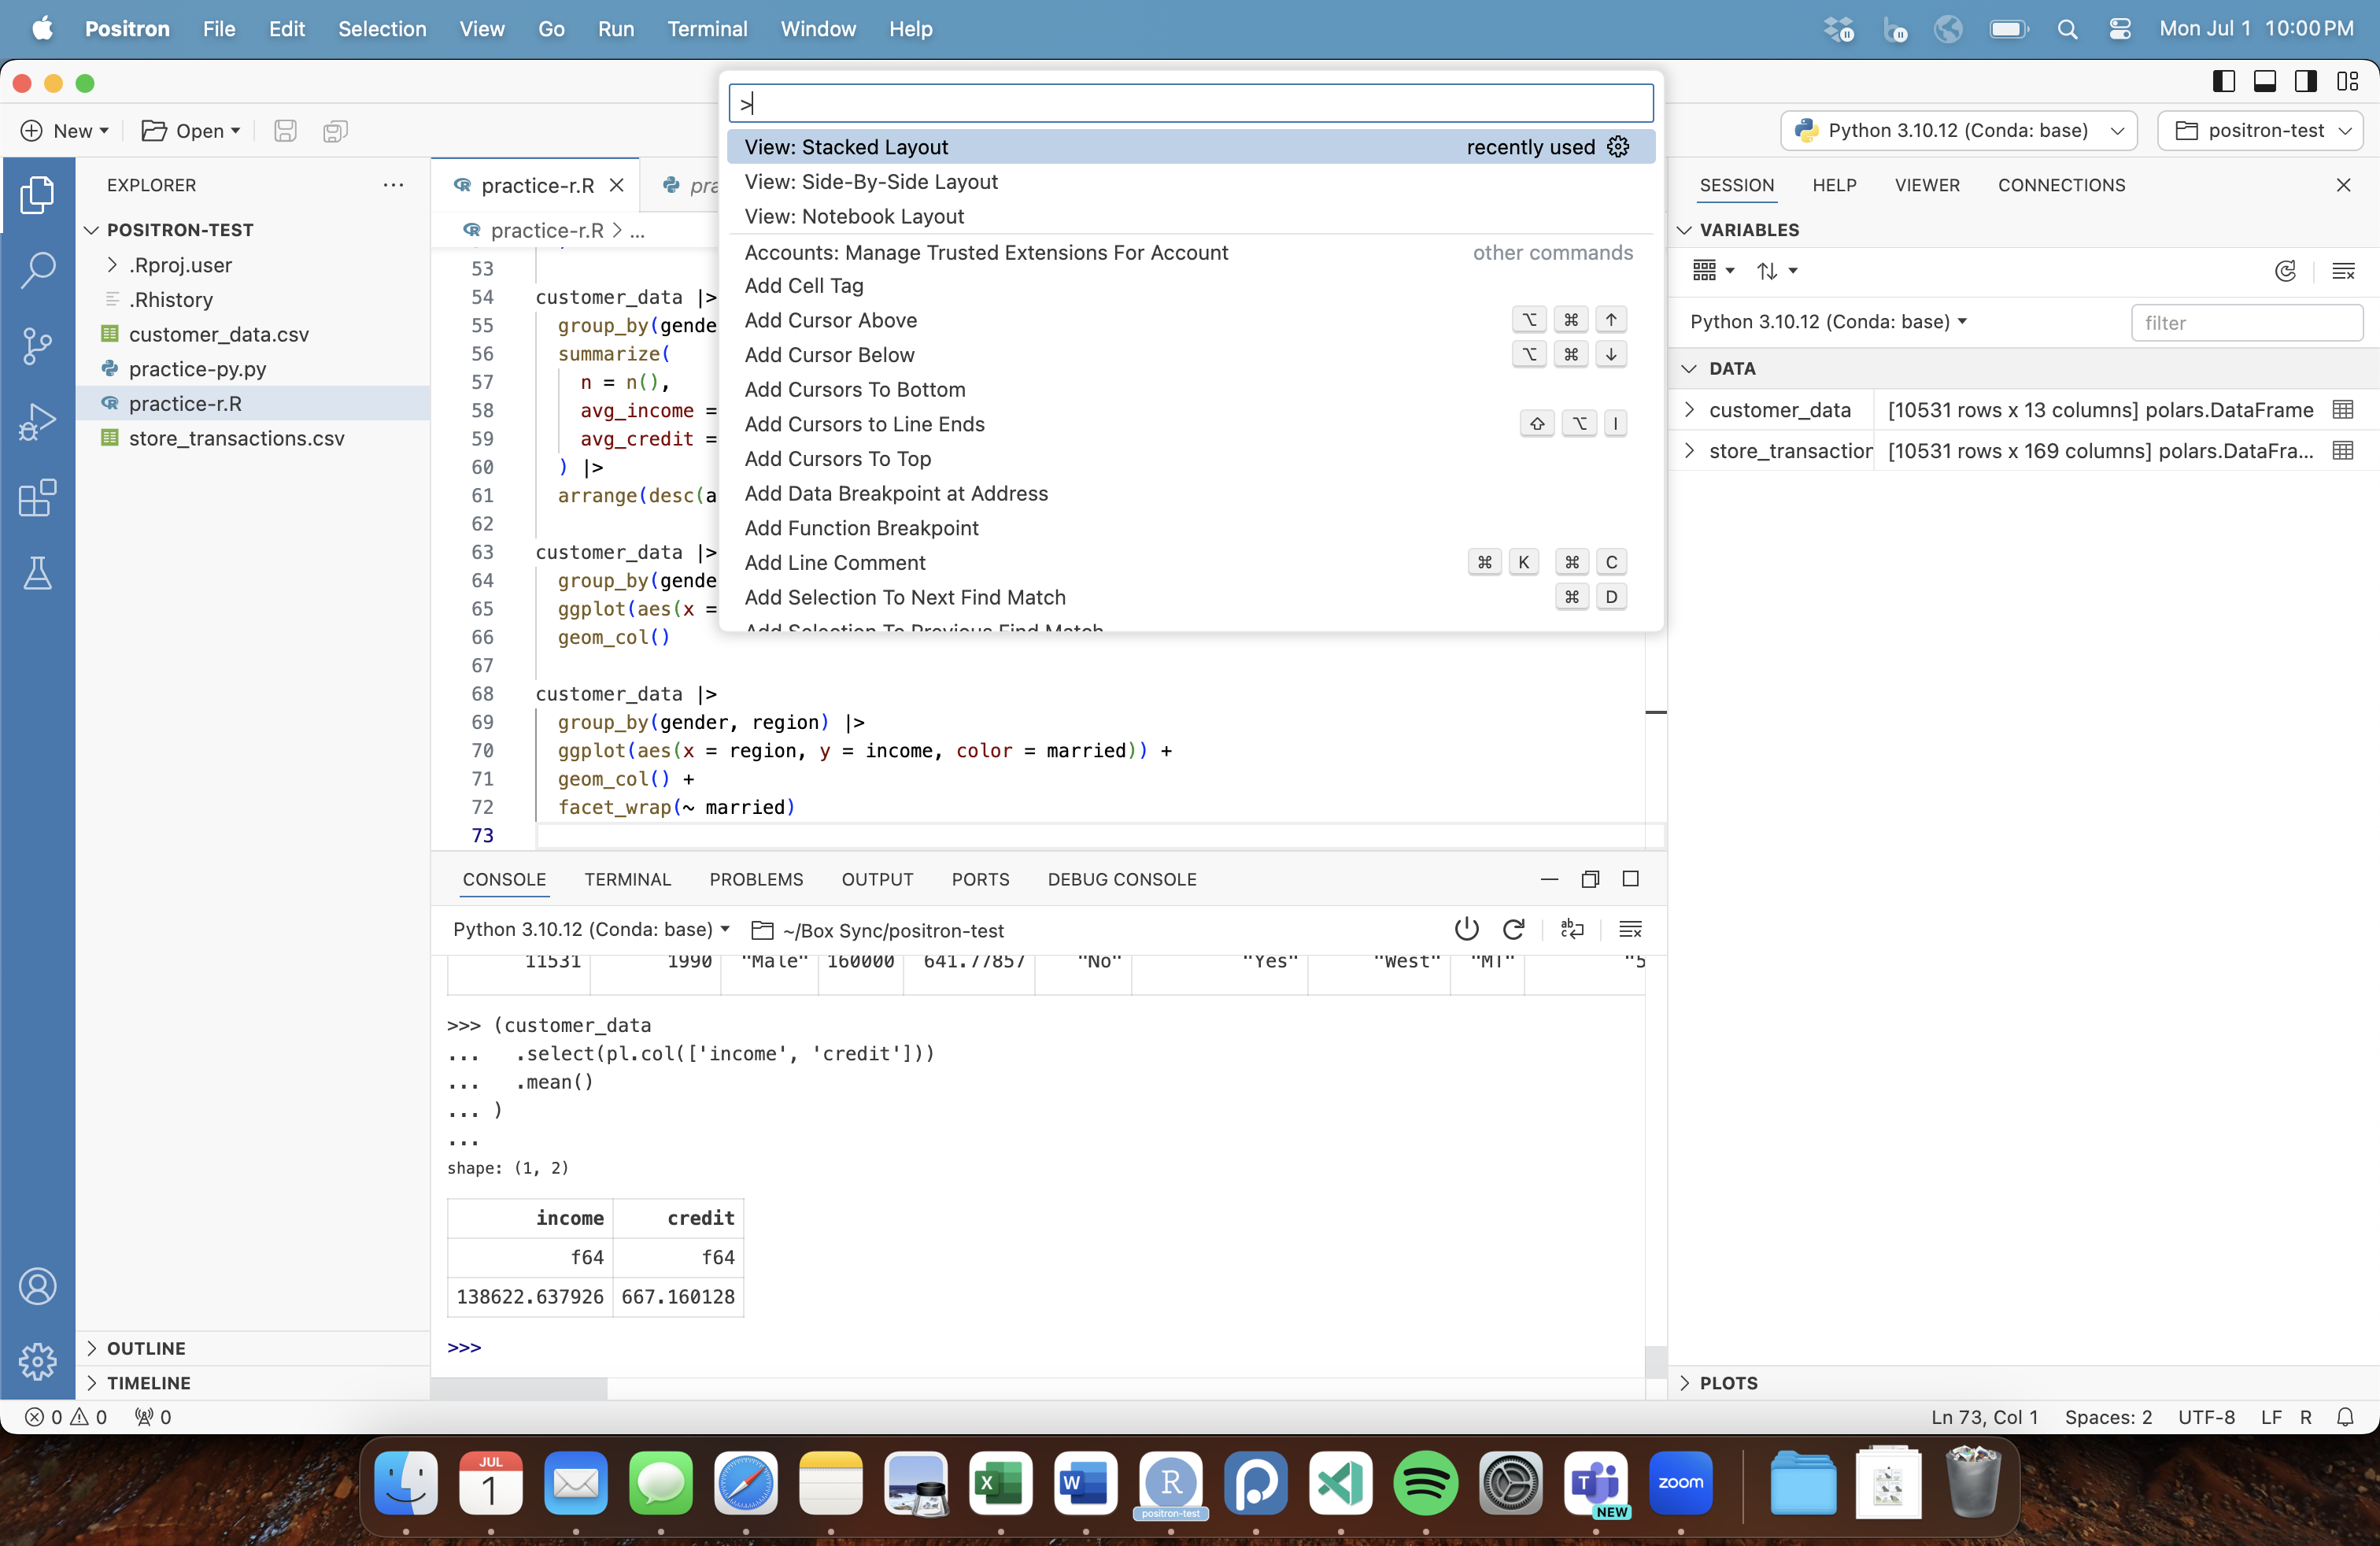 Positron File Edit Selection View Go Run Terminal Window Help Mon Jul 1 10:00 PM
>
New Open Python 3.10.12 (Conda: base) positron-test
View: Stacked Layout recently used
View: Side-By-Side Layout
View: Notebook Layout
Accounts: Manage Trusted Extensions For Account other commands
Add Cell Tag
Add Cursor Above ⌥ ⌘ ↑
Add Cursor Below ⌥ ⌘ ↓
Add Cursors To Bottom
Add Cursors to Line Ends ⇧ ⌥ I
Add Cursors To Top
Add Data Breakpoint at Address
Add Function Breakpoint
Add Line Comment ⌘ K ⌘ C
Add Selection To Next Find Match ⌘ D
Add Selection To Previous Find Match
EXPLORER ...
POSITRON-TEST
.Rproj.user
.Rhistory
customer_data.csv
practice-py.py
practice-r.R
store_transactions.csv
OUTLINE
TIMELINE
practice-r.R pra
practice-r.R > ...
53
54 customer_data |>
55 group_by(gende
56 summarize(
57 n = n(),
58 avg_income =
59 avg_credit =
60 ) |>
61 arrange(desc(a
62
63 customer_data |>
64 group_by(gende
65 ggplot(aes(x =
66 geom_col()
67
68 customer_data |>
69 group_by(gender, region) |>
70 ggplot(aes(x = region, y = income, color = married)) +
71 geom_col() +
72 facet_wrap(~ married)
73
CONSOLE TERMINAL PROBLEMS OUTPUT PORTS DEBUG CONSOLE
Python 3.10.12 (Conda: base) ~/Box Sync/positron-test
11531 1990 "Male" 160000 641.77857 "No" "Yes" "West" "MT" "5
>>> (customer_data
... .select(pl.col(['income', 'credit']))
... .mean()
... )
...
shape: (1, 2)
income credit
f64 f64
138622.637926 667.160128
>>>
SESSION HELP VIEWER CONNECTIONS
VARIABLES
Python 3.10.12 (Conda: base) filter
DATA
customer_data [10531 rows x 13 columns] polars.DataFrame
store_transaction [10531 rows x 169 columns] polars.DataFra...
PLOTS
0 0 0 Ln 73, Col 1 Spaces: 2 UTF-8 LF R
JUL
1
X
W
R
positron-test
T
NEW
zoom